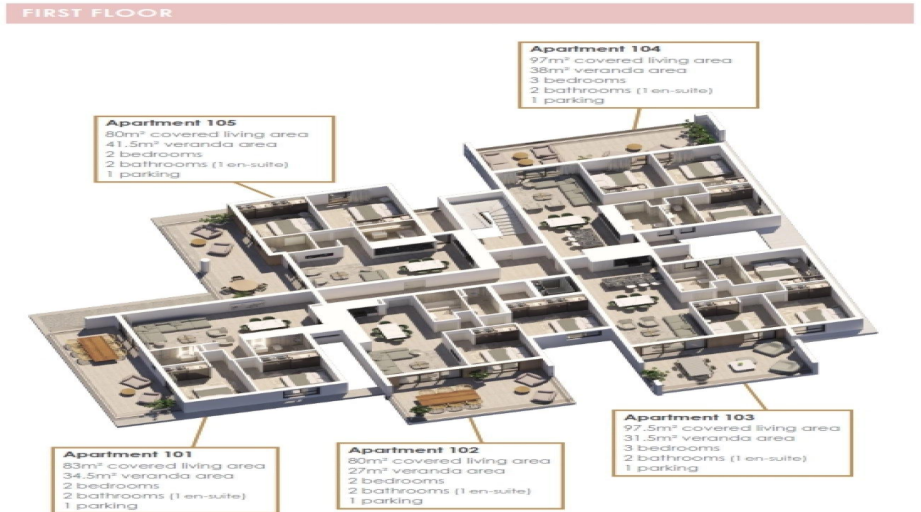 FIRST FLOOR
Apartment 104
97m² covered living area
38m² veranda area
3 bedrooms
2 bathrooms (1 en-suite)
1 parking
Apartment 105
80m² covered living area
41.5m² veranda area
2 bedrooms
2 bathrooms (1 en-suite)
1 parking
Apartment 103
97.5m² covered living area
31.5m² veranda area
3 bedrooms
2 bathrooms (1 en-suite)
1 parking
Apartment 102
80m² covered living area
27m² veranda area
2 bedrooms
2 bathrooms (1 en-suite)
1 parking
Apartment 101
83m² covered living area
34.5m² veranda area
2 bedrooms
2 bathrooms (1 en-suite)
1 parking